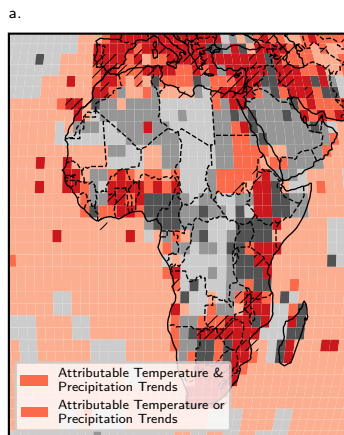 a.
Attributable Temperature &
Precipitation Trends
Attributable Temperature or
Precipitation Trends